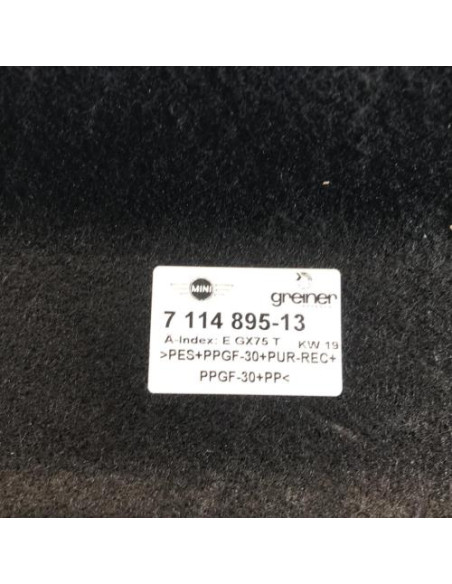 MINI
greiner
7 114 895-13
A-Index: E GX75 T KW 19
>PES+PPGF-30+PUR-REC+
PPGF-30+PP<